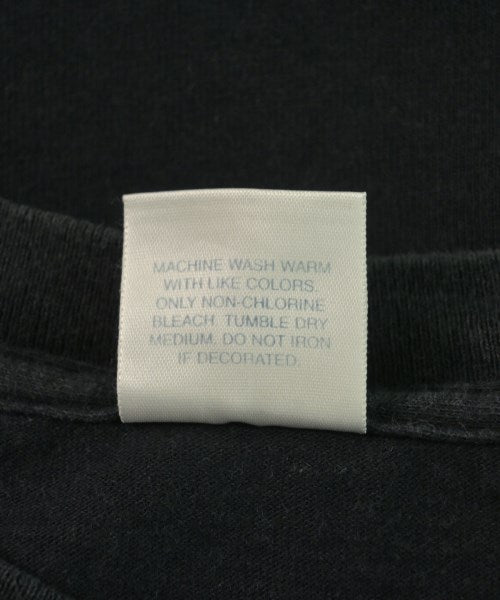 MACHINE WASH WARM
WITH LIKE COLORS.
ONLY NON-CHLORINE
BLEACH. TUMBLE DRY
MEDIUM. DO NOT IRON
IF DECORATED.